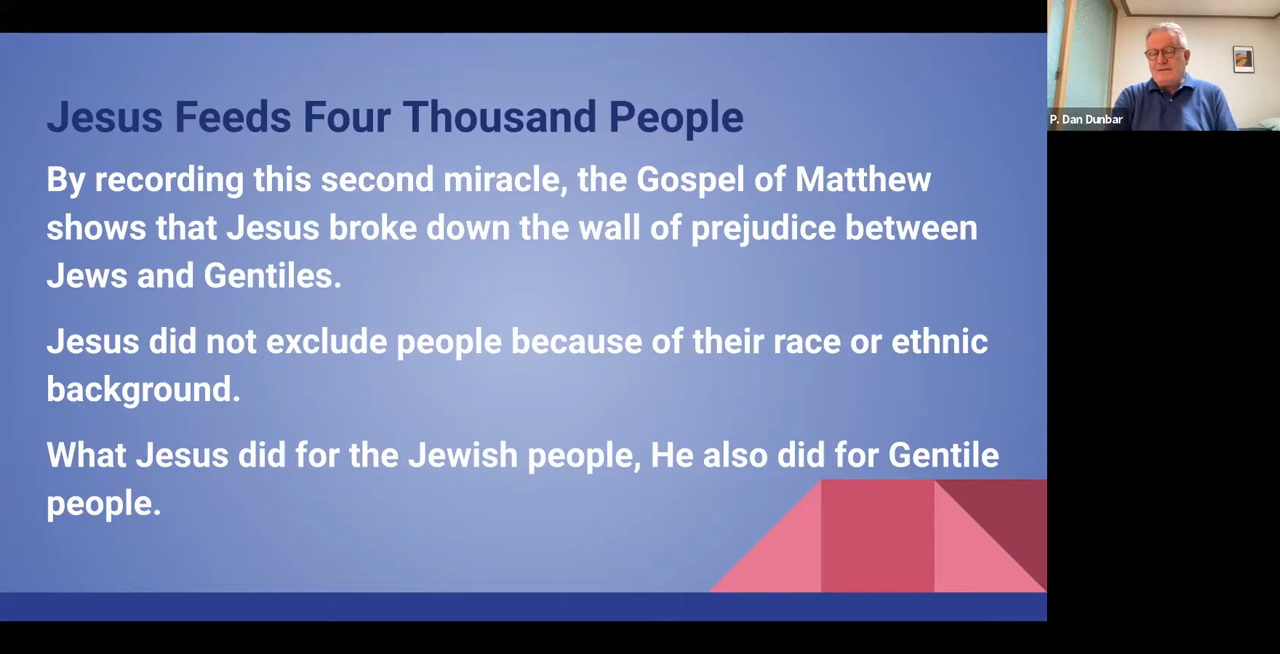 Jesus Feeds Four Thousand People
By recording this second miracle, the Gospel of Matthew
shows that Jesus broke down the wall of prejudice between
Jews and Gentiles.
Jesus did not exclude people because of their race or ethnic
background.
What Jesus did for the Jewish people, He also did for Gentile
people.
P. Dan Dunbar